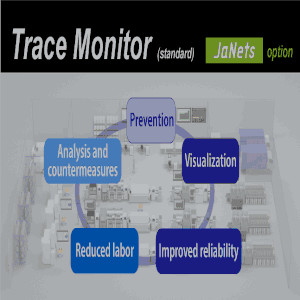 Trace Monitor (standard) JaNets option
Prevention
Analysis and
countermeasures
Visualization
Reduced labor
Improved reliability